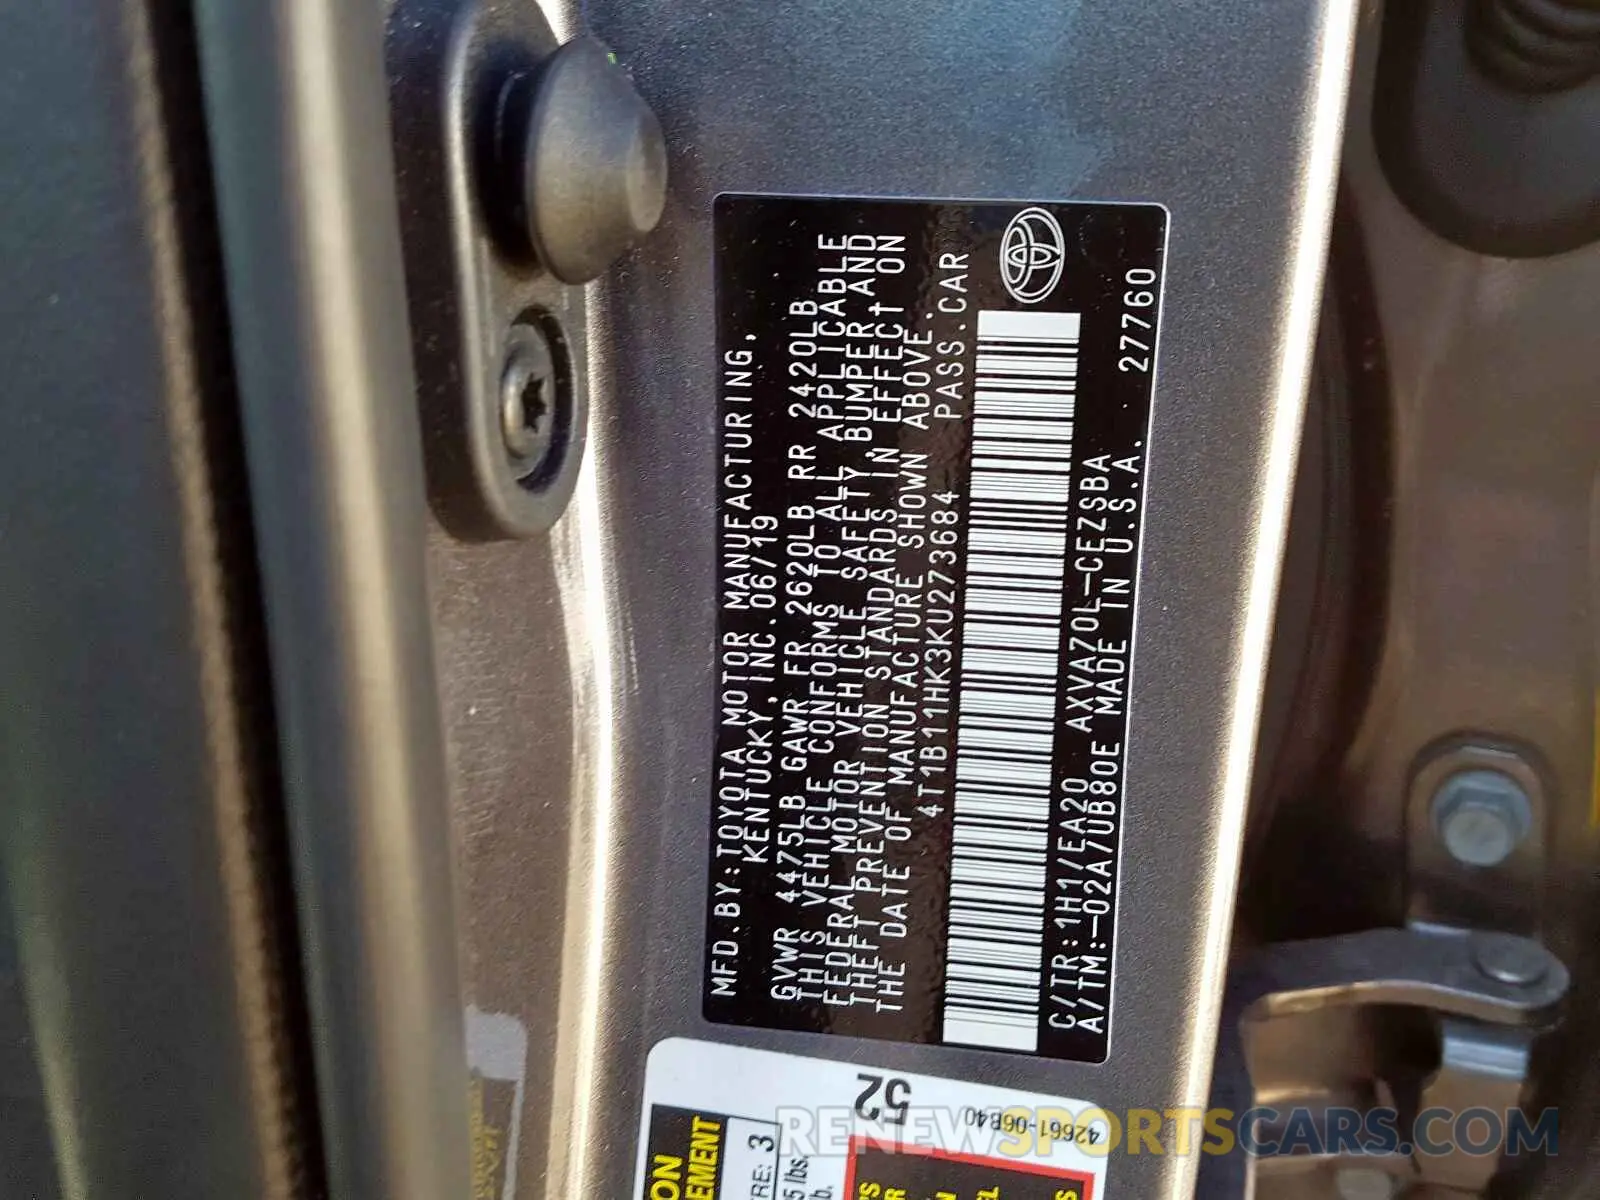 MFD.BY:TOYOTA MOTOR MANUFACTURING,
KENTUCKY, INC.06/19
GVWR 4475LB GAWR FR 2620LB RR 2420LB
THIS VEHICLE CONFORMS TO ALL APPLICABLE
FEDERAL MOTOR VEHICLE SAFETY, BUMPER, AND
THEFT PREVENTION STANDARDS IN EFFECT ON
THE DATE OF MANUFACTURE SHOWN ABOVE.
4T1B11HK3KU273684 PASS.CAR
C/TR:1H1/EA20 AXVA70L-CEZSBA
A/TM:-02A/UB80E MADE IN U.S.A. 27760
52
42661-06B40
3
lbs.
RENEWSPORTSCARS.COM